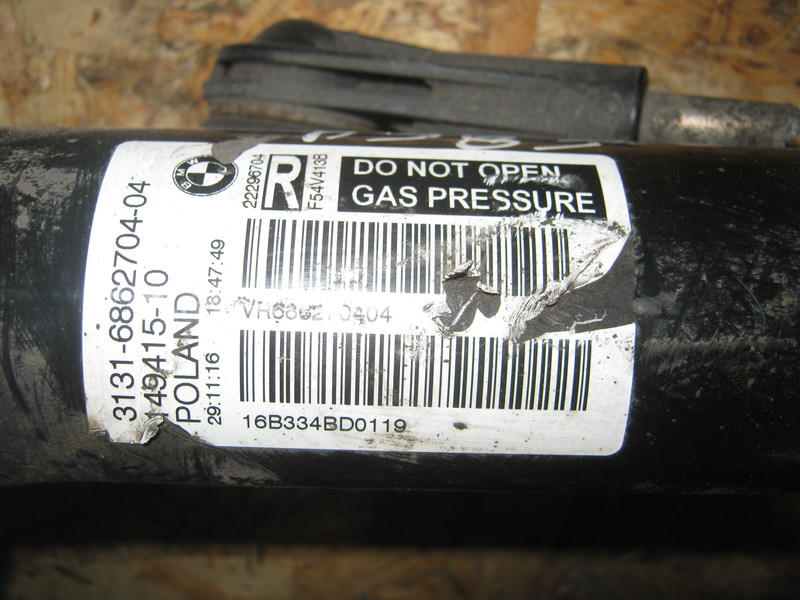 BMW
22296704
R
F54V413B
DO NOT OPEN
GAS PRESSURE
3131-6862704-04
149415-10
POLAND
29:11:16 18:47:49
16B334BD0119